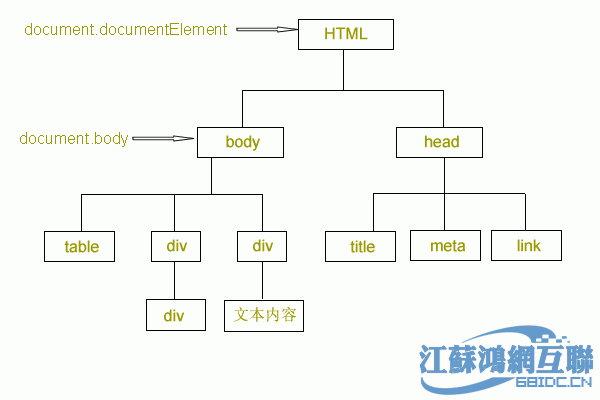 document.documentElement
HTML
document.body
body
head
table
div
div
title
meta
link
div
文本内容
江蘇鴻網互聯
68IDC.CN